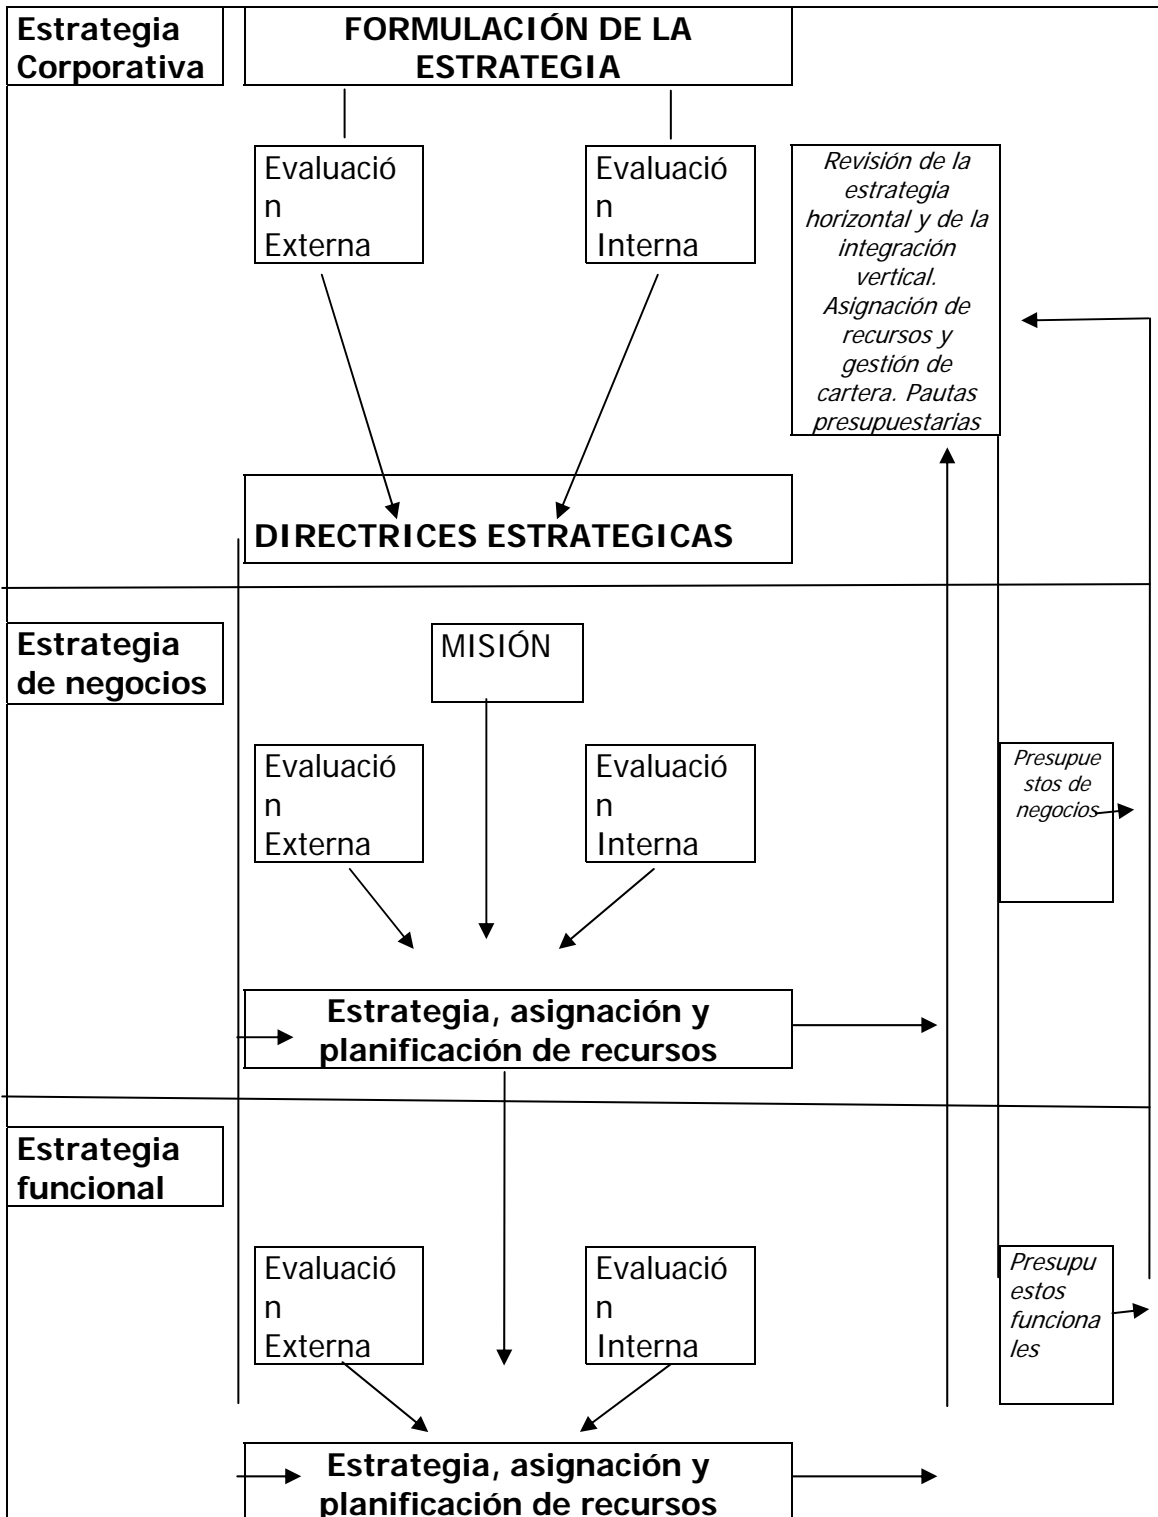 Estrategia
Corporativa
FORMULACIÓN DE LA
ESTRATEGIA
Evaluació
n
Externa
Evaluació
n
Interna
Revisión de la
estrategia
horizontal y de la
integración
vertical.
Asignación de
recursos y
gestión de
cartera. Pautas
presupuestarias
DIRECTRICES ESTRATEGICAS
Estrategia
de negocios
MISIÓN
Evaluació
n
Externa
Evaluació
n
Interna
Presupue
stos de
negocios
Estrategia, asignación y
planificación de recursos
Estrategia
funcional
Evaluació
n
Externa
Evaluació
n
Interna
Presupu
estos
funciona
les
Estrategia, asignación y
planificación de recursos